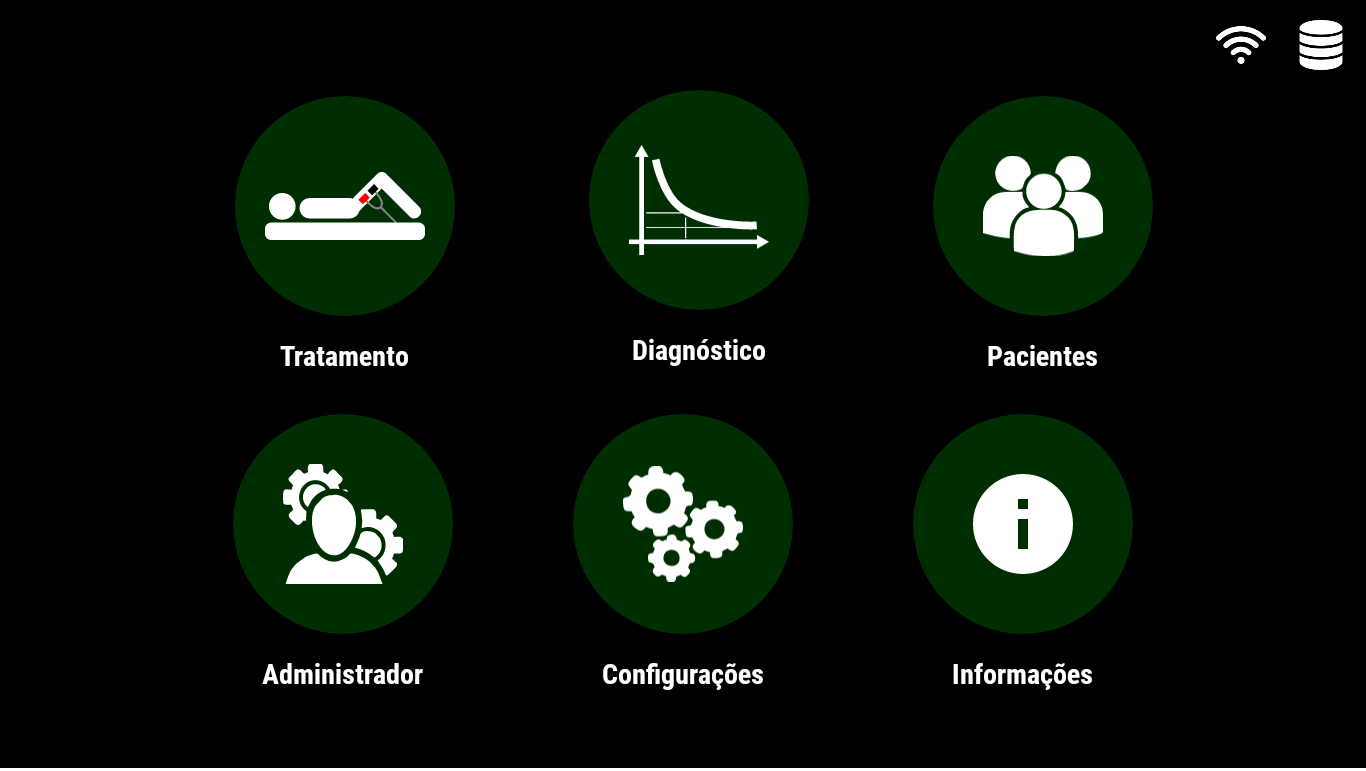 Tratamento
Diagnóstico
Pacientes
Administrador
Configurações
Informações